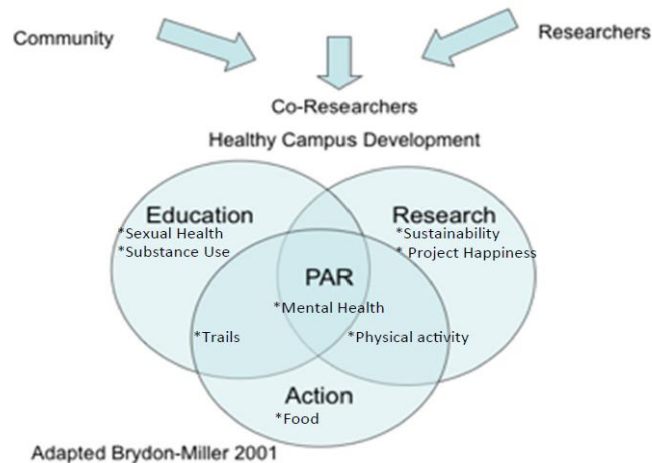 Community
Researchers
Co-Researchers
Healthy Campus Development
Education
*Sexual Health
*Substance Use
Research
*Sustainability
* Project Happiness
PAR
*Mental Health
*Trails
*Physical activity
Action
*Food
Adapted Brydon-Miller 2001